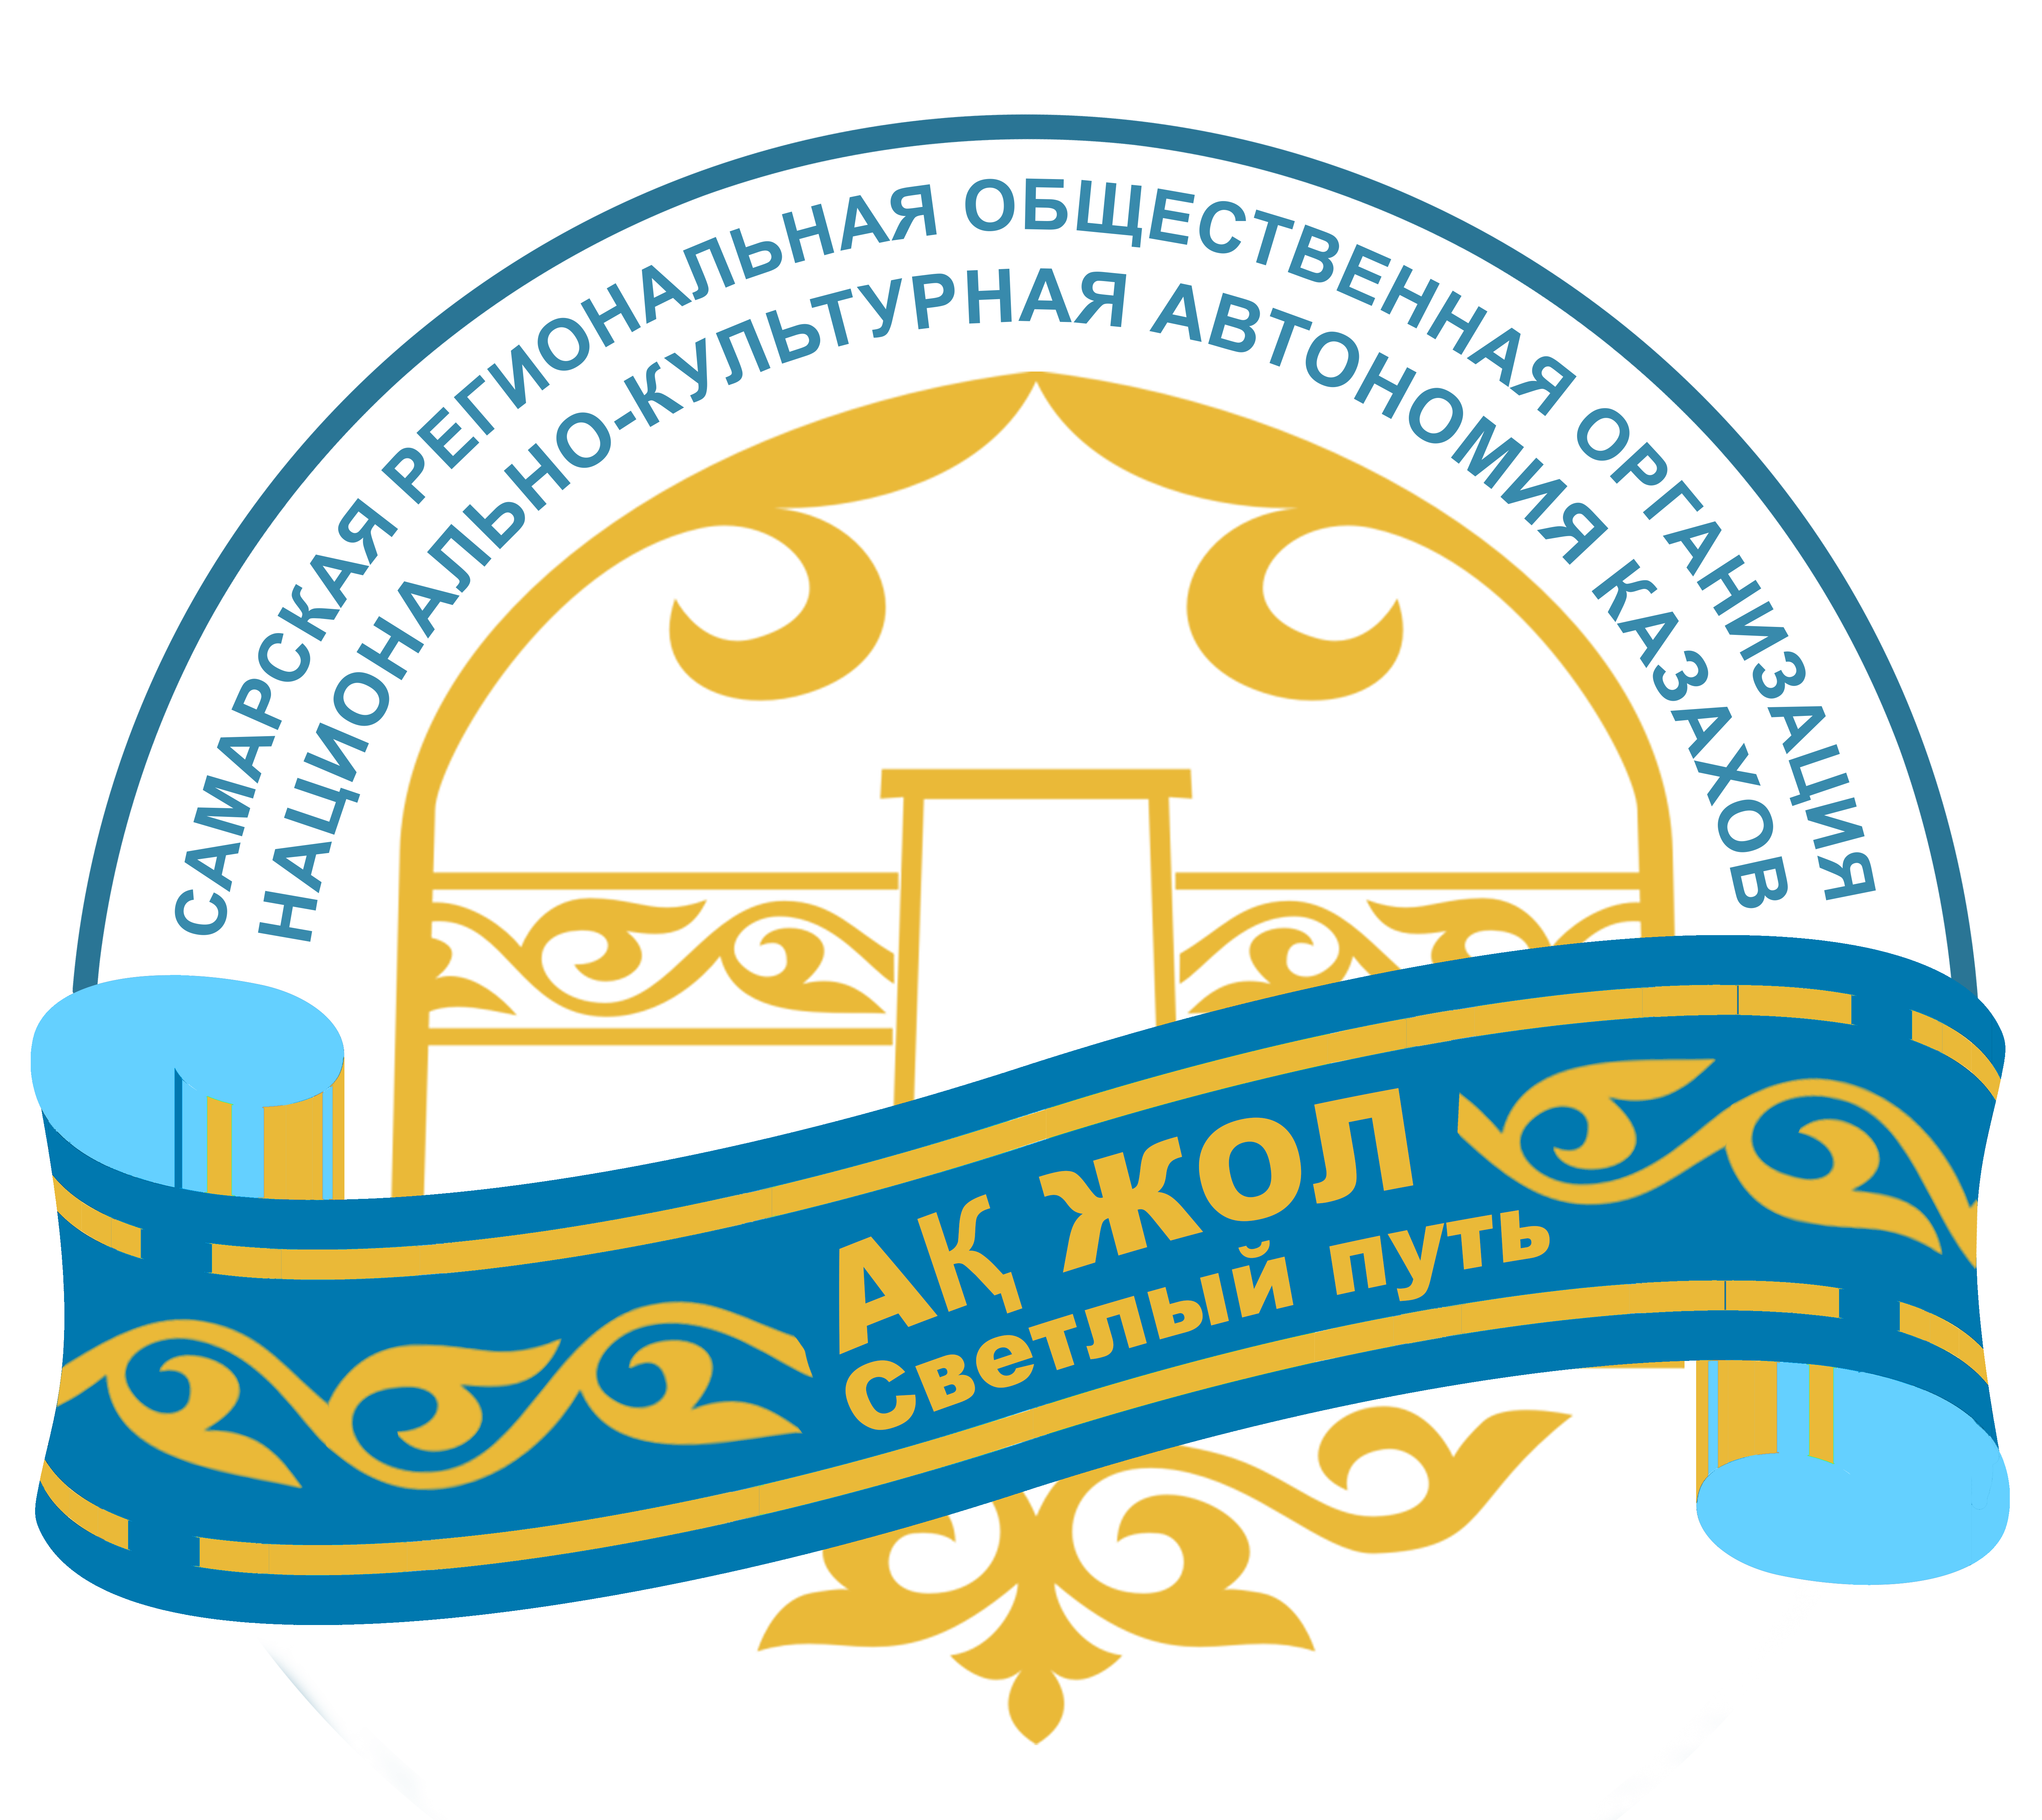 САМАРСКАЯ РЕГИОНАЛЬНАЯ ОБЩЕСТВЕННАЯ ОРГАНИЗАЦИЯ
НАЦИОНАЛЬНО-КУЛЬТУРНАЯ АВТОНОМИЯ КАЗАХОВ
АҚ ЖОЛ
Светлый путь